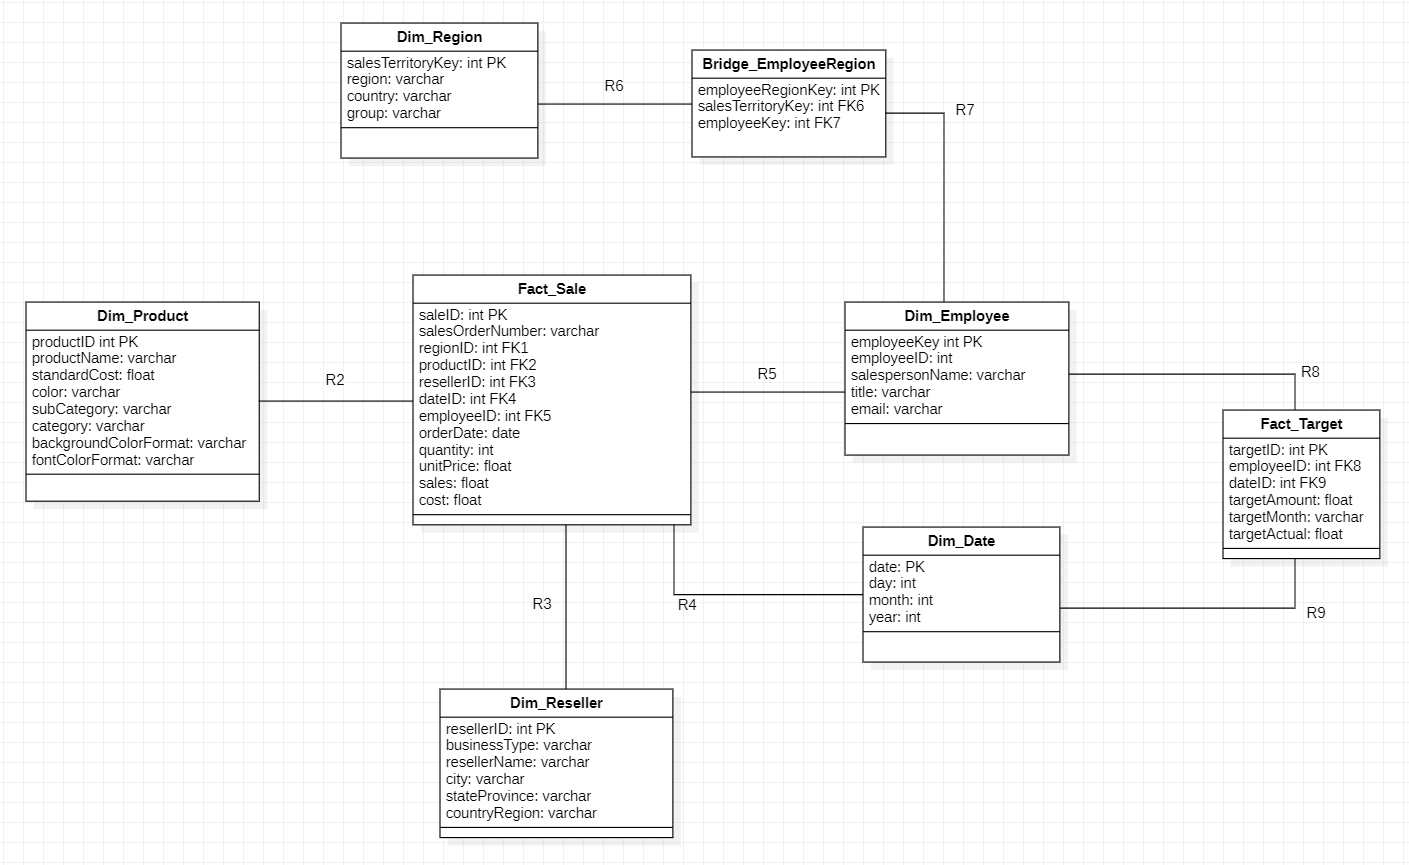 Dim_Region
salesTerritoryKey: int PK
region: varchar
country: varchar
group: varchar
R6
Bridge_EmployeeRegion
employeeRegionKey: int PK
salesTerritoryKey: int FK6
employeeKey: int FK7
R7
Dim_Product
productID int PK
productName: varchar
standardCost: float
color: varchar
subCategory: varchar
category: varchar
backgroundColorFormat: varchar
fontColorFormat: varchar
R2
Fact_Sale
saleID: int PK
salesOrderNumber: varchar
regionID: int FK1
productID: int FK2
resellerID: int FK3
dateID: int FK4
employeeID: int FK5
orderDate: date
quantity: int
unitPrice: float
sales: float
cost: float
R5
Dim_Employee
employeeKey int PK
employeeID: int
salespersonName: varchar
title: varchar
email: varchar
R8
Fact_Target
targetID: int PK
employeeID: int FK8
dateID: int FK9
targetAmount: float
targetMonth: varchar
targetActual: float
R3
R4
Dim_Date
date: PK
day: int
month: int
year: int
R9
Dim_Reseller
resellerID: int PK
businessType: varchar
resellerName: varchar
city: varchar
stateProvince: varchar
countryRegion: varchar